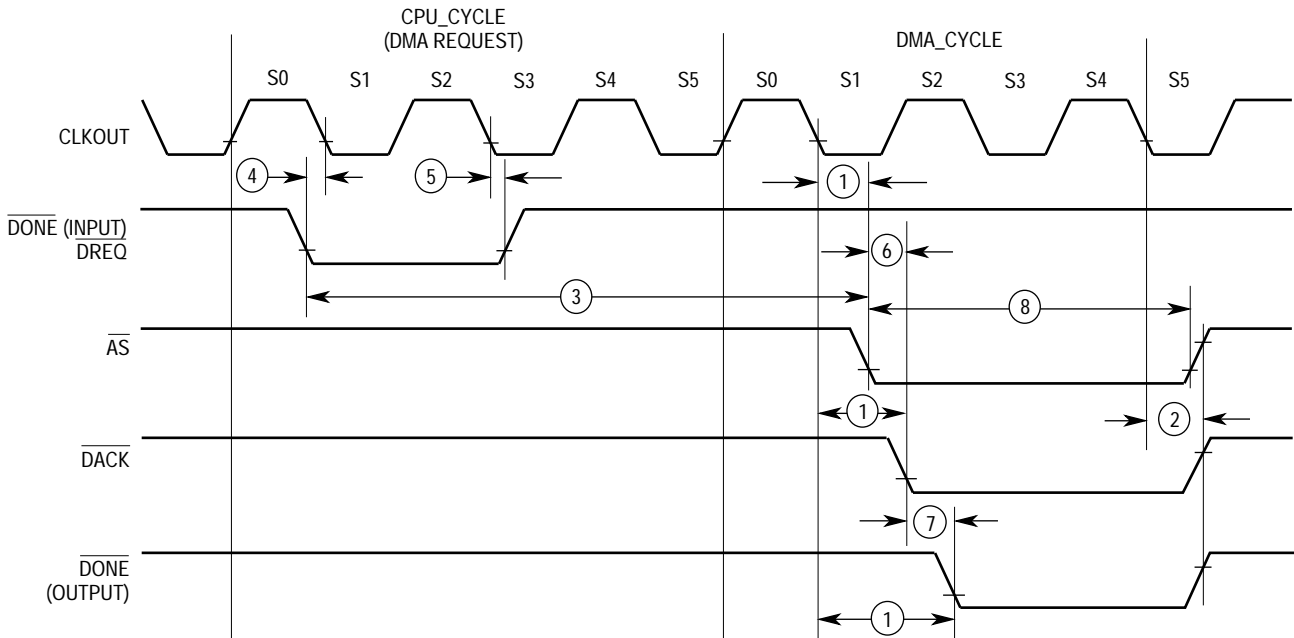 CPU_CYCLE
(DMA REQUEST)
DMA_CYCLE
S0 S1 S2 S3 S4 S5 S0 S1 S2 S3 S4 S5
CLKOUT
4 5 1
DONE (INPUT)
DREQ
6
3 8
AS
1 2
DACK
7
DONE
(OUTPUT)
1